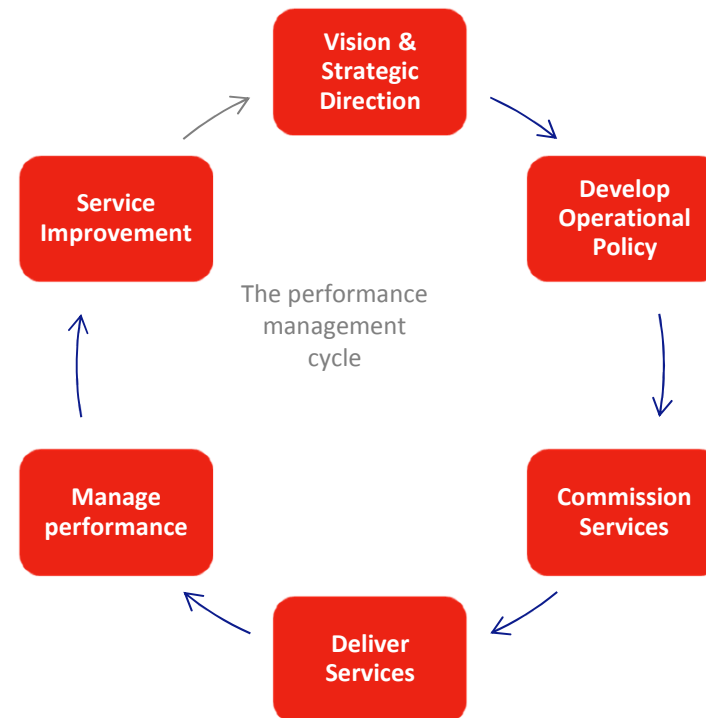 Vision &
Strategic
Direction
Develop
Operational
Policy
Commission
Services
Deliver
Services
Manage
performance
Service
Improvement
The performance
management
cycle